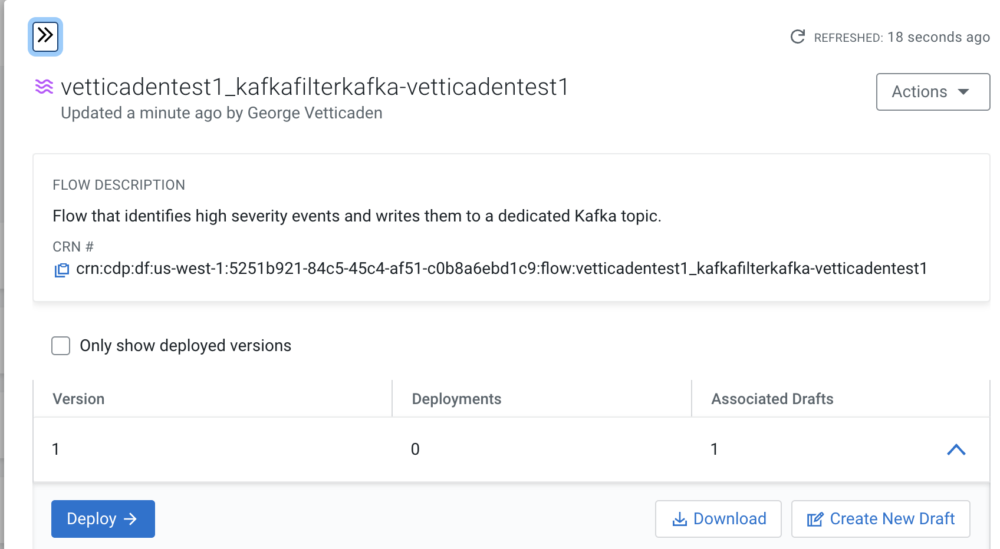 REFRESHED: 18 seconds ago
vetticadentest1_kafkafilterkafka-vetticadentest1
Actions
Updated a minute ago by George Vetticaden
FLOW DESCRIPTION
Flow that identifies high severity events and writes them to a dedicated Kafka topic.
CRN #
crn:cdp:df:us-west-1:5251b921-84c5-45c4-af51-c0b8a6ebd1c9:flow:vetticadentest1_kafkafilterkafka-vetticadentest1
Only show deployed versions
Version Deployments Associated Drafts
1 0 1
Deploy Download Create New Draft